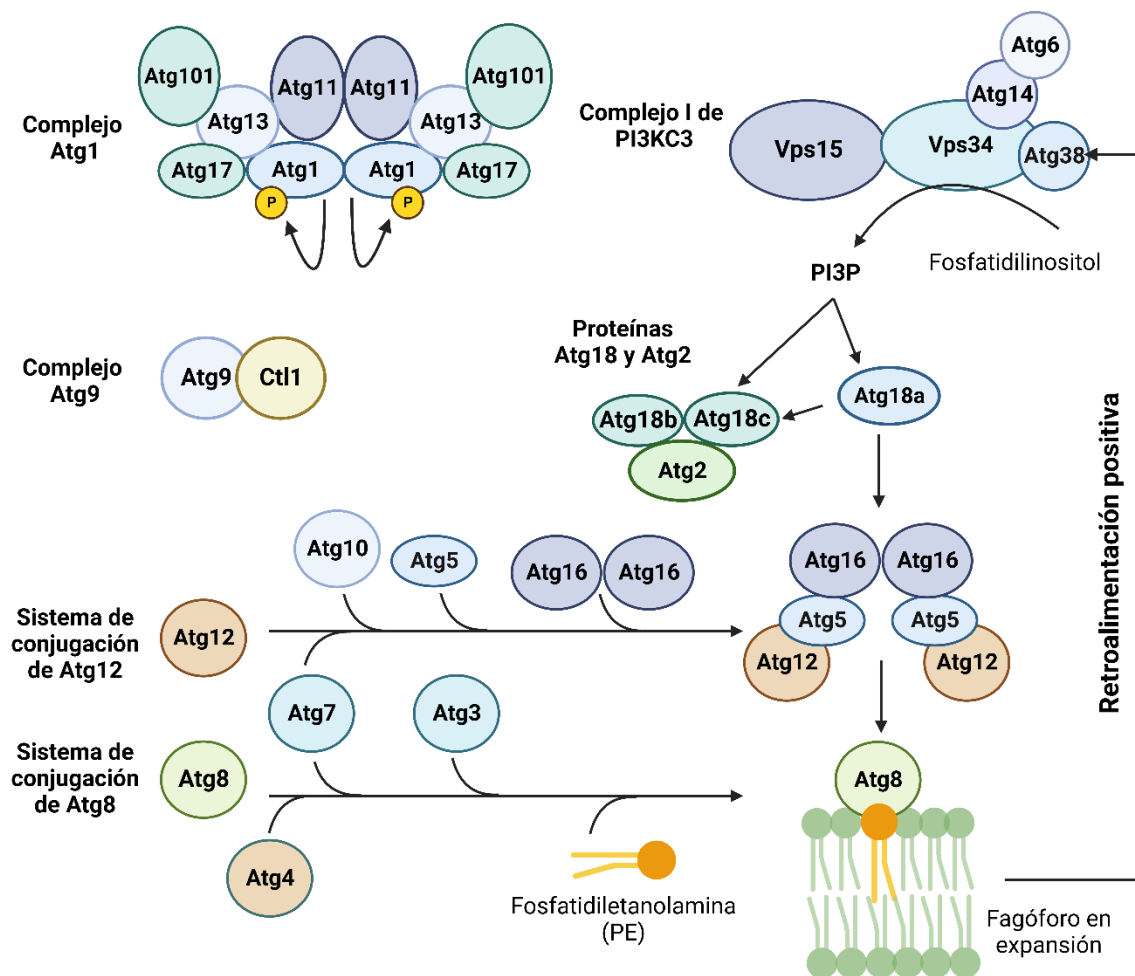 Complejo
Atg1
Atg101
Atg11
Atg11
Atg101
Atg13
Atg13
Atg17
Atg1
Atg1
Atg17
P
P
Complejo I de
PI3KC3
Atg6
Atg14
Vps15
Vps34
Atg38
PI3P
Fosfatidilinositol
Complejo
Atg9
Atg9
Ctl1
Proteínas
Atg18 y Atg2
Atg18b
Atg18c
Atg18a
Atg2
Retroalimentación positiva
Sistema de
conjugación
de Atg12
Atg12
Atg10
Atg5
Atg16
Atg16
Atg16
Atg16
Atg5
Atg5
Atg12
Atg12
Sistema de
conjugación
de Atg8
Atg8
Atg7
Atg3
Atg4
Fosfatidiletanolamina
(PE)
Atg8
Fagóforo en
expansión